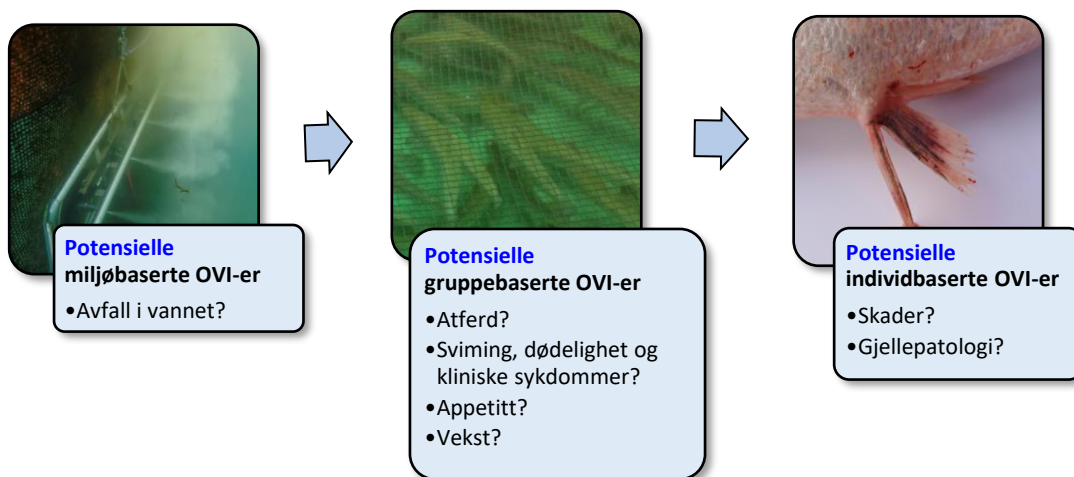 Potensielle
miljøbaserte OVI-er
•Avfall i vannet?
Potensielle
gruppebaserte OVI-er
•Atferd?
•Sviming, dødelighet og
kliniske sykdommer?
•Appetitt?
•Vekst?
Potensielle
individbaserte OVI-er
•Skader?
•Gjellepatologi?